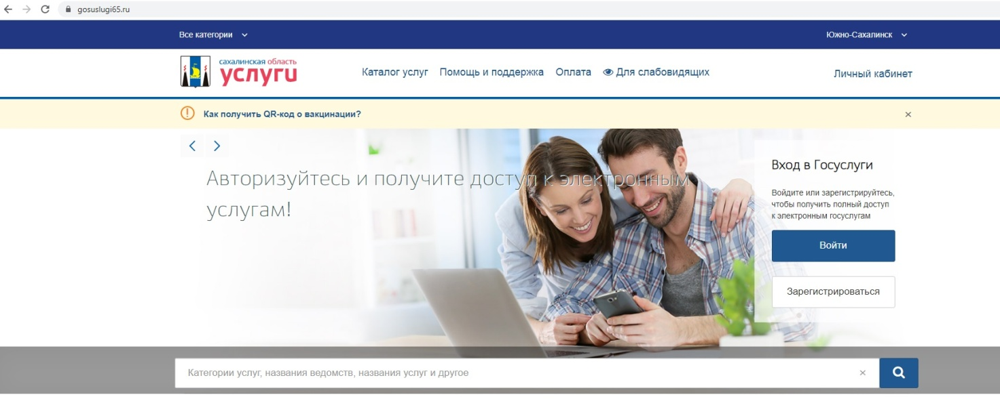 gosuslugi65.ru
Все категории
Южно-Сахалинск
сахалинская область
услуги
Каталог услуг Помощь и поддержка Оплата Для слабовидящих
Личный кабинет
Как получить QR-код о вакцинации?
Авторизуйтесь и получите доступ к электронным
услугам!
Вход в Госуслуги
Войдите или зарегистрируйтесь,
чтобы получить полный доступ
к электронным госуслугам
Войти
Зарегистрироваться
Категории услуг, названия ведомств, названия услуг и другое